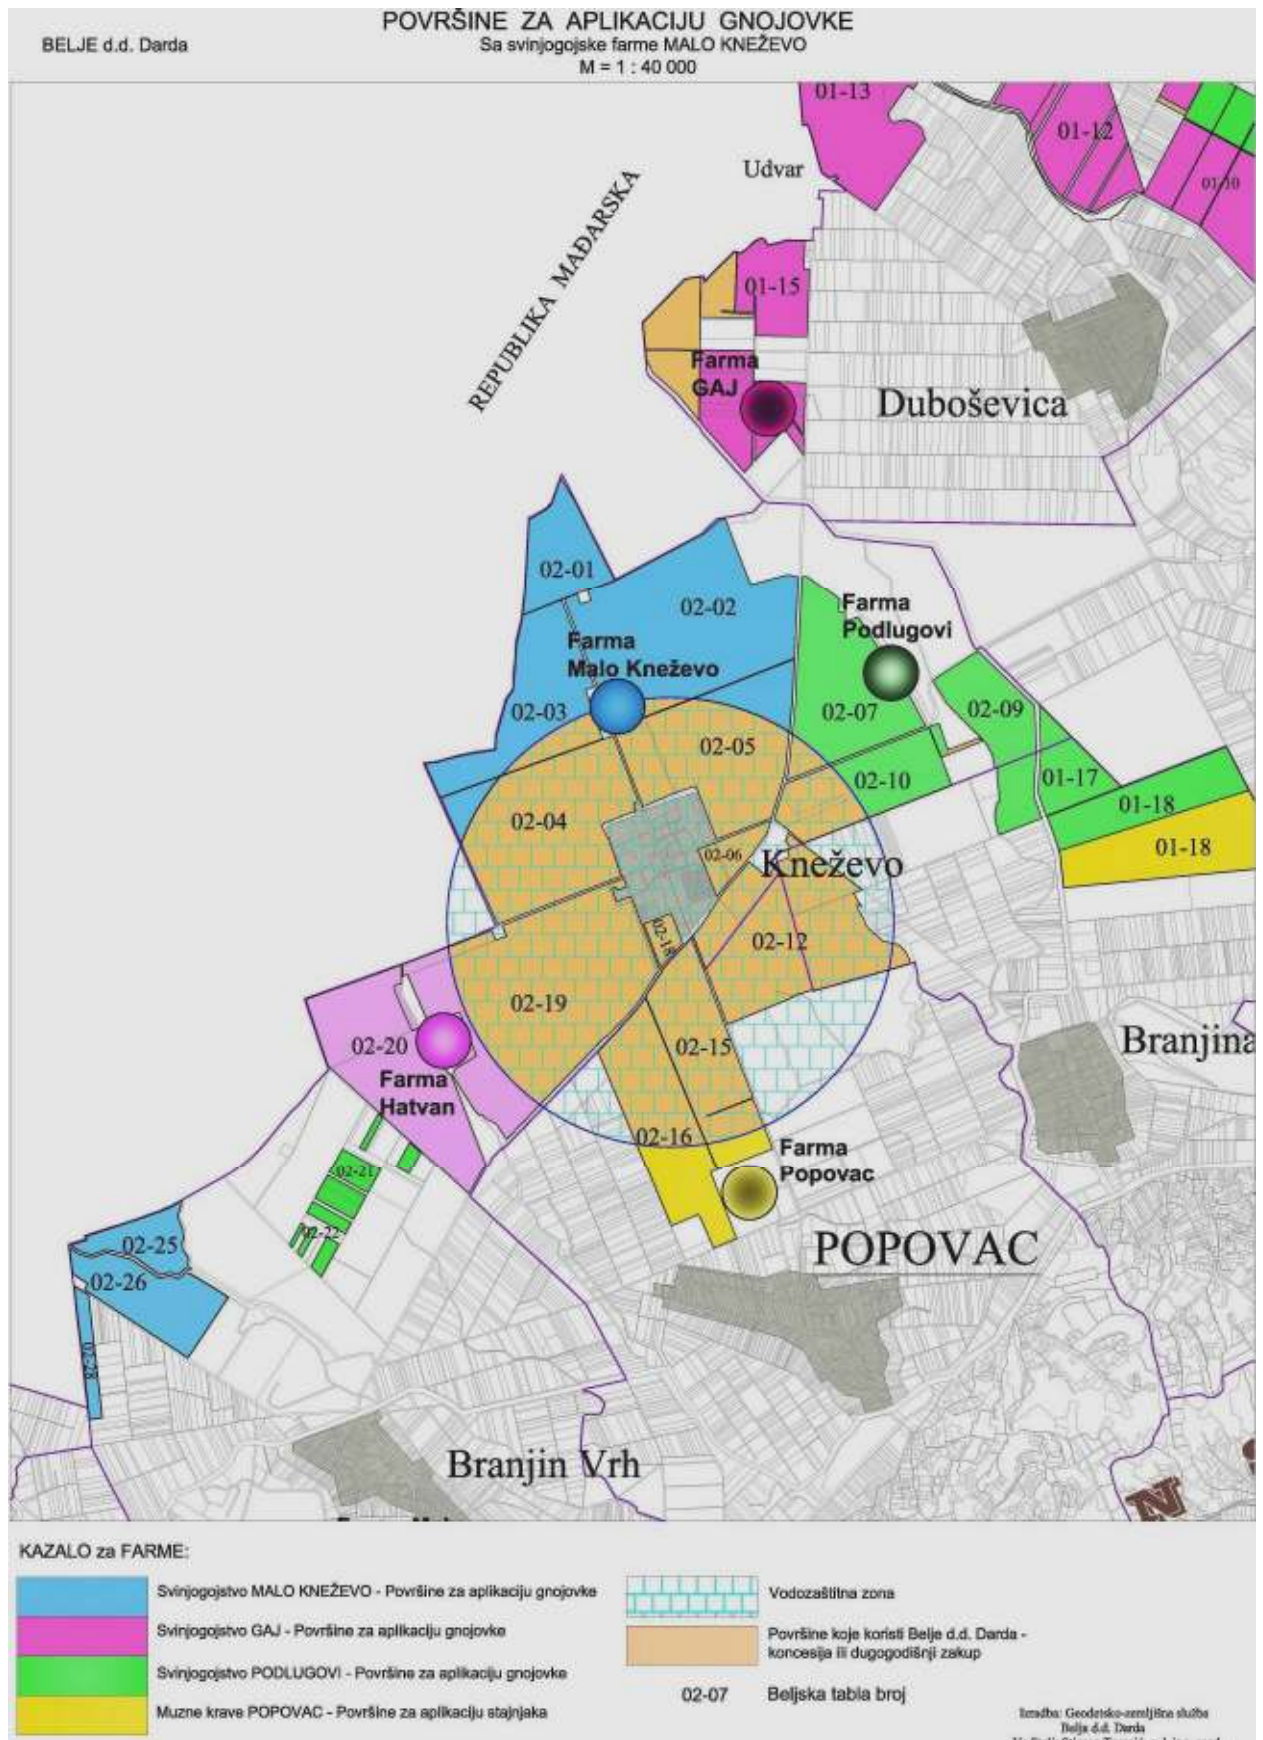 POVRŠINE ZA APLIKACIJU GNOJOVKE
BELJE d.d. Darda
Sa svinjogojske farme MALO KNEŽEVO
M = 1 : 40 000
01-13
01-12
Udvar
01-10
REPUBLIKA MAĐARSKA
01-15
Farma
GAJ
Duboševica
02-01
02-02
Farma
Podlugovi
Farma
Malo Kneževo
02-03
02-07
02-09
02-05
02-10
01-17
01-18
02-04
01-18
02-06
Kneževo
02-18
02-12
02-19
02-20
02-15
Branjina
Farma
Hatvan
02-16
Farma
Popovac
02-21
02-22
02-25
POPOVAC
02-26
Branjin Vrh
N
KAZALO za FARME:
Svinjogojstvo MALO KNEŽEVO - Površine za aplikaciju gnojovke
Svinjogojstvo GAJ - Površine za aplikaciju gnojovke
Svinjogojstvo PODLUGOVI - Površine za aplikaciju gnojovke
Muzne krave POPOVAC - Površine za aplikaciju stajnjaka
Vodozaštitna zona
Površine koje koristi Belje d.d. Darda -
koncesija ili dugogodišnji zakup
02-07 Beljska tabla broj
Izradba: Geodetsko-zemljišna služba
Belja d.d. Darda